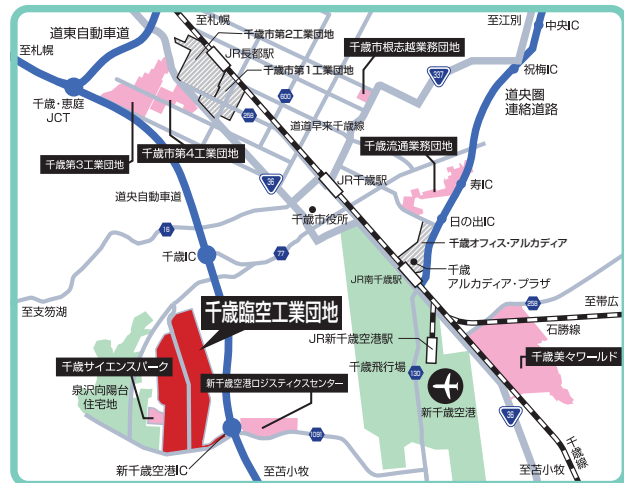 至札幌
道東自動車道
至札幌
千歳市第2工業団地
JR長都駅
千歳市第1工業団地
千歳市根志越業務団地
至江別
中央IC
337
祝梅IC
道央圏
連絡道路
千歳・恵庭
JCT
600
258
道道早来千歳線
千歳第3工業団地
千歳市第4工業団地
36
千歳流通業務団地
道央自動車道
JR千歳駅
寿IC
千歳市役所
日の出IC
16
千歳IC
77
千歳オフィス・アルカディア
千歳
アルカディア・プラザ
JR南千歳駅
至支笏湖
千歳臨空工業団地
259
至帯広
石勝線
JR新千歳空港駅
千歳サイエンスパーク
千歳飛行場
千歳美々ワールド
泉沢向陽台
住宅地
新千歳空港ロジスティクスセンター
130
新千歳空港
36
1091
千歳線
新千歳空港IC
至苫小牧
至苫小牧